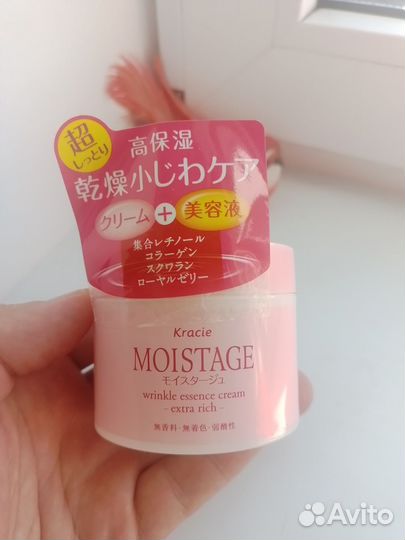 超
しっとり
高保湿
乾燥小じわケア
クリーム + 美容液
集合レチノール
コラーゲン
スクワラン
ローヤルゼリー
Kracie
MOISTAGE
モイスタージュ
wrinkle essence cream
- extra rich -
無香料・無着色・弱酸性
Avito